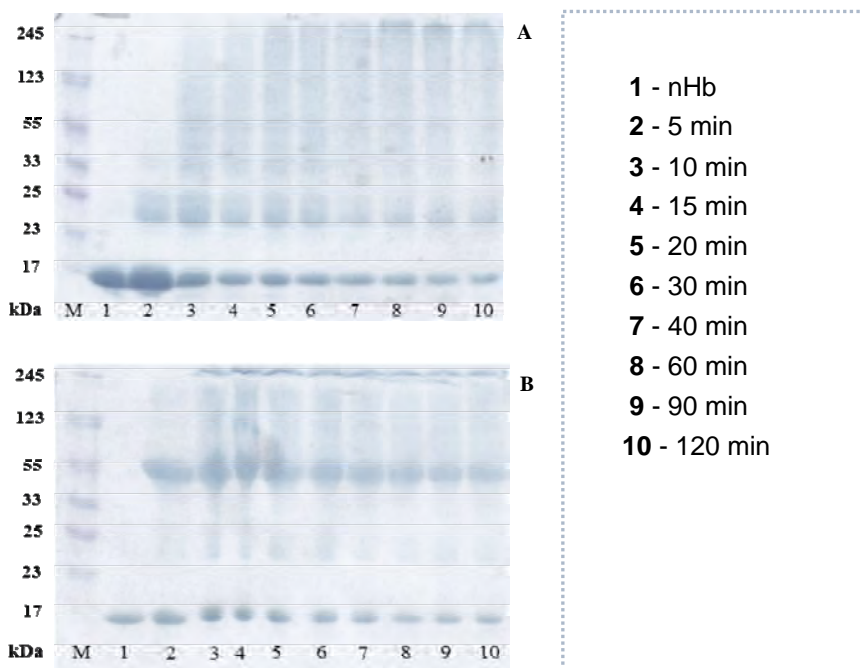 245
123
55
33
25
23
17
kDa M 1 2 3 4 5 6 7 8 9 10
A
245
123
55
33
25
23
17
kDa M 1 2 3 4 5 6 7 8 9 10
B
1 - nHb
2 - 5 min
3 - 10 min
4 - 15 min
5 - 20 min
6 - 30 min
7 - 40 min
8 - 60 min
9 - 90 min
10 - 120 min